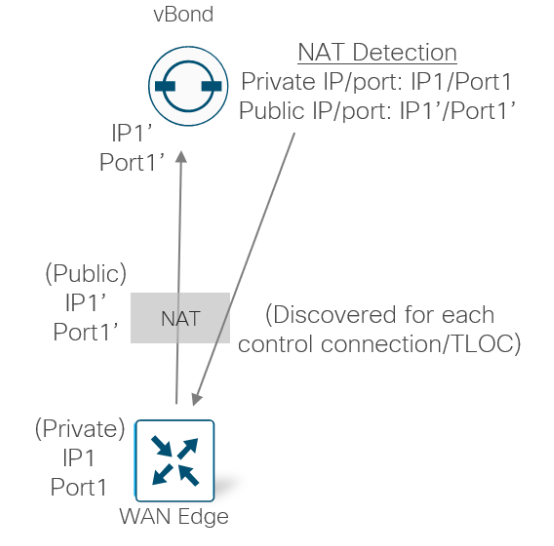 vBond
NAT Detection
Private IP/port: IP1/Port1
Public IP/port: IP1’/Port1’
IP1’
Port1’
(Public)
IP1’
Port1’
NAT
(Discovered for each
control connection/TLOC)
(Private)
IP1
Port1
WAN Edge